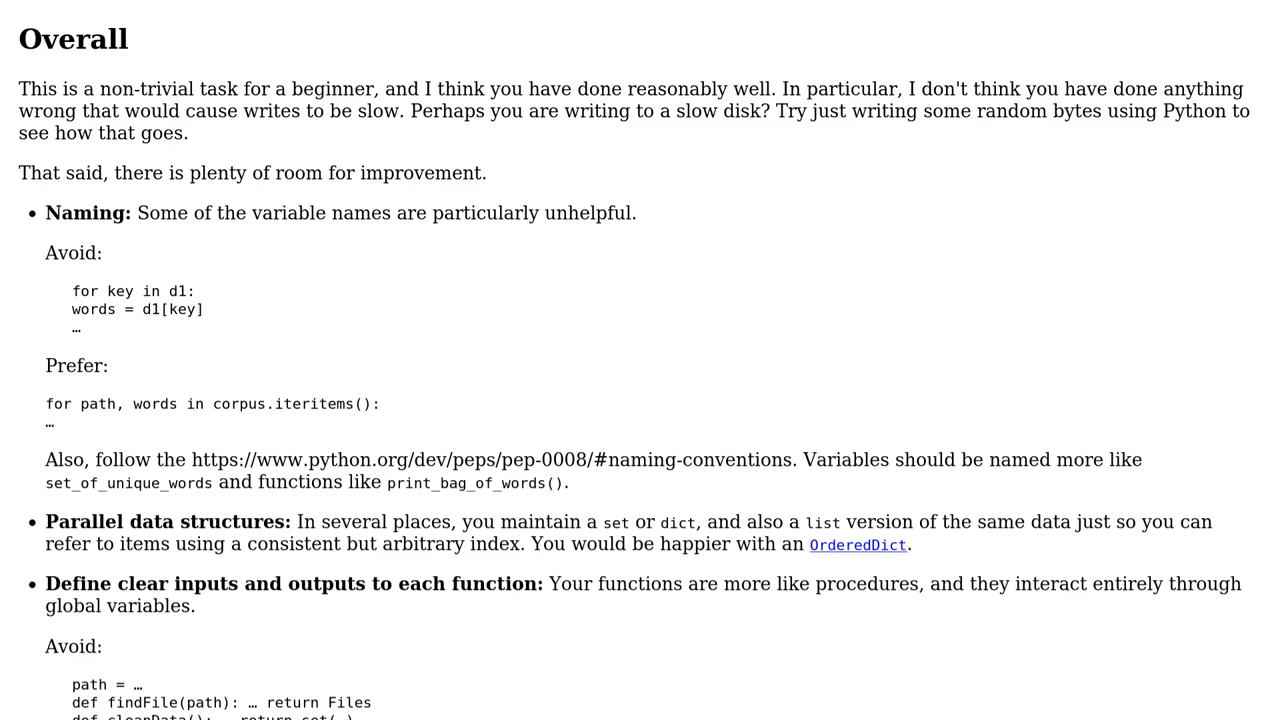 Overall
This is a non-trivial task for a beginner, and I think you have done reasonably well. In particular, I don't think you have done anything
wrong that would cause writes to be slow. Perhaps you are writing to a slow disk? Try just writing some random bytes using Python to
see how that goes.
That said, there is plenty of room for improvement.
• Naming: Some of the variable names are particularly unhelpful.
Avoid:
for key in d1:
words = d1[key]
…
Prefer:
for path, words in corpus.iteritems():
…
Also, follow the https://www.python.org/dev/peps/pep-0008/#naming-conventions. Variables should be named more like
set_of_unique_words and functions like print_bag_of_words().
• Parallel data structures: In several places, you maintain a set or dict, and also a list version of the same data just so you can
refer to items using a consistent but arbitrary index. You would be happier with an OrderedDict.
• Define clear inputs and outputs to each function: Your functions are more like procedures, and they interact entirely through
global variables.
Avoid:
path = …
def findFile(path): … return Files
def cleanData(): … return set(…)